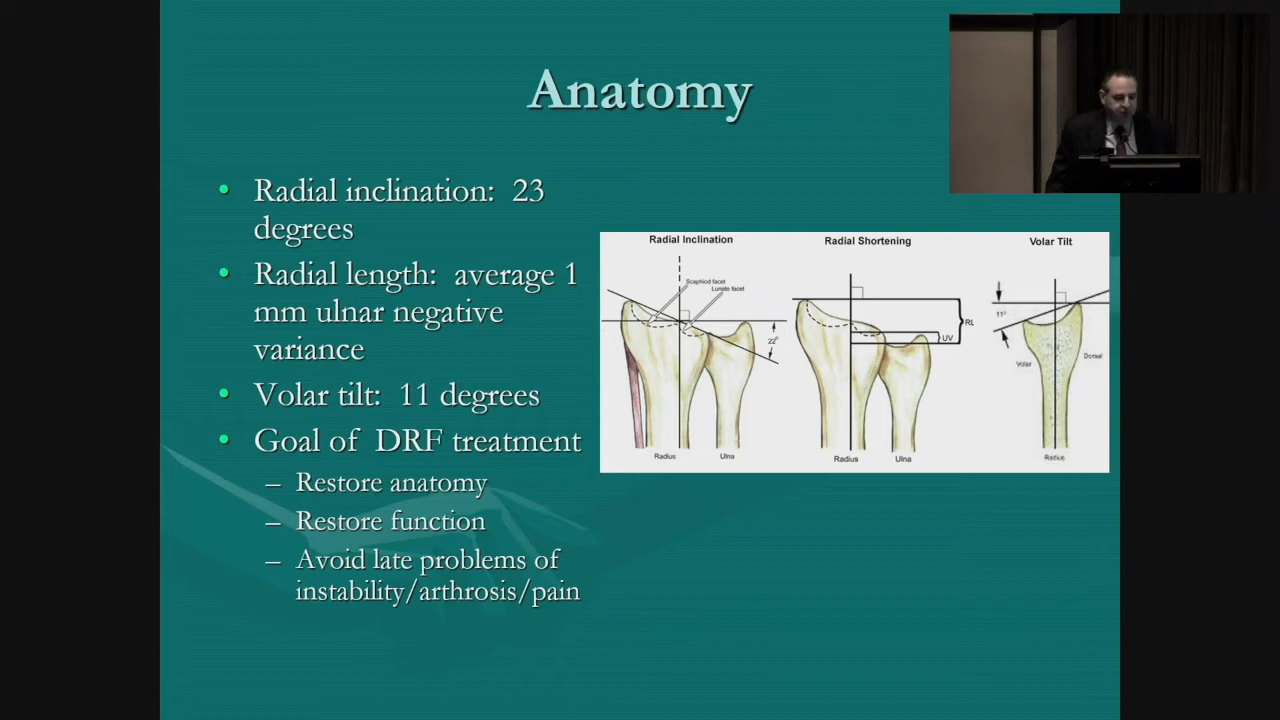 Anatomy
• Radial inclination: 23
degrees
• Radial length: average 1
mm ulnar negative
variance
• Volar tilt: 11 degrees
• Goal of DRF treatment
– Restore anatomy
– Restore function
– Avoid late problems of
instability/arthrosis/pain
Radial Inclination
Scaphoid facet
Lunate facet
22°
Radius
Ulna
Radial Shortening
RL
UV
Radius
Ulna
Volar Tilt
11°
Volar
Dorsal
Radius